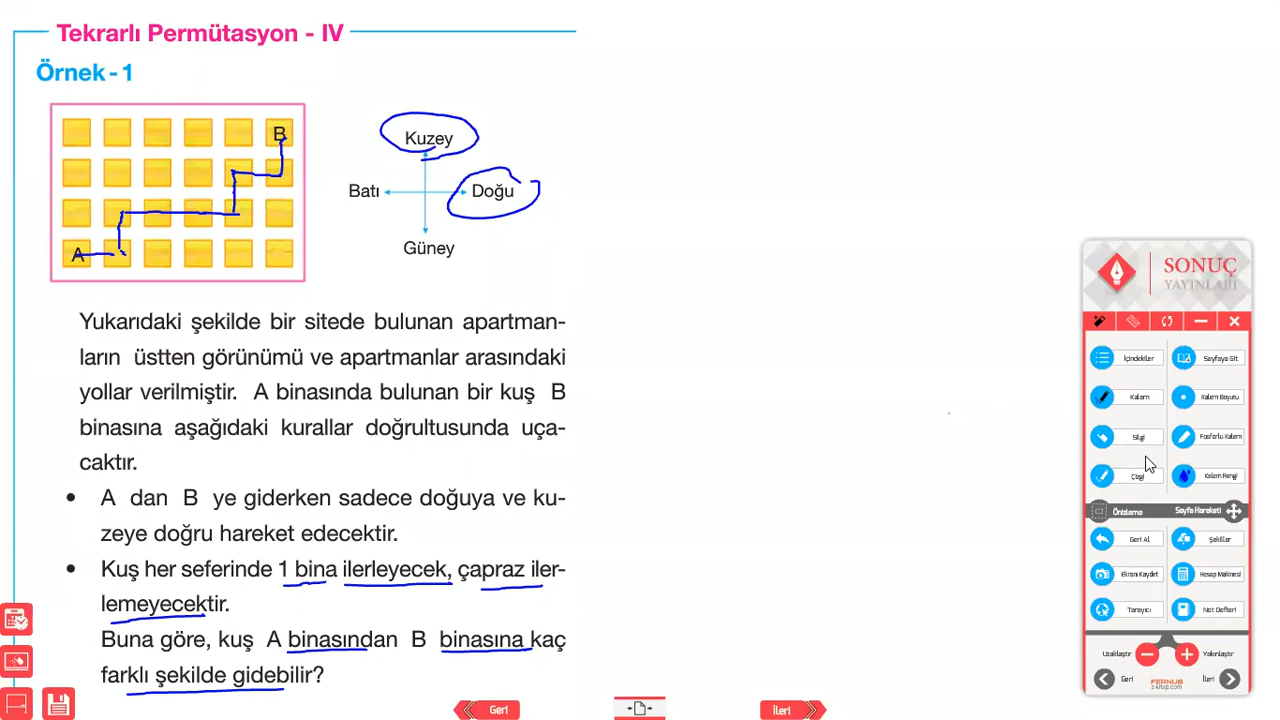 Tekrarlı Permütasyon - IV
Örnek - 1
B
A
Kuzey
Batı
Doğu
Güney
Yukarıdaki şekilde bir sitede bulunan apartman-
ların üstten görünümü ve apartmanlar arasındaki
yollar verilmiştir. A binasında bulunan bir kuş B
binasına aşağıdaki kurallar doğrultusunda uça-
caktır.
• A dan B ye giderken sadece doğuya ve ku-
zeye doğru hareket edecektir.
• Kuş her seferinde 1 bina ilerleyecek, çapraz iler-
lemeyecektir.
Buna göre, kuş A binasından B binasına kaç
farklı şekilde gidebilir?
SONUÇ
YAYINLARI
İçindekiler
Sayfaya Git
Kalem
Kalem Boyutu
Silgi
Fosforlu Kalem
Çizgi
Kalem Rengi
Önizleme
Sayfa Hareketi
Geri Al
Şekiller
Ekranı Kaydet
Hesap Makinesi
Tarayıcı
Not Defteri
Uzaklaştır
Yakınlaştır
Geri
FERNUS
z-kitap.com
İleri
Geri
İleri